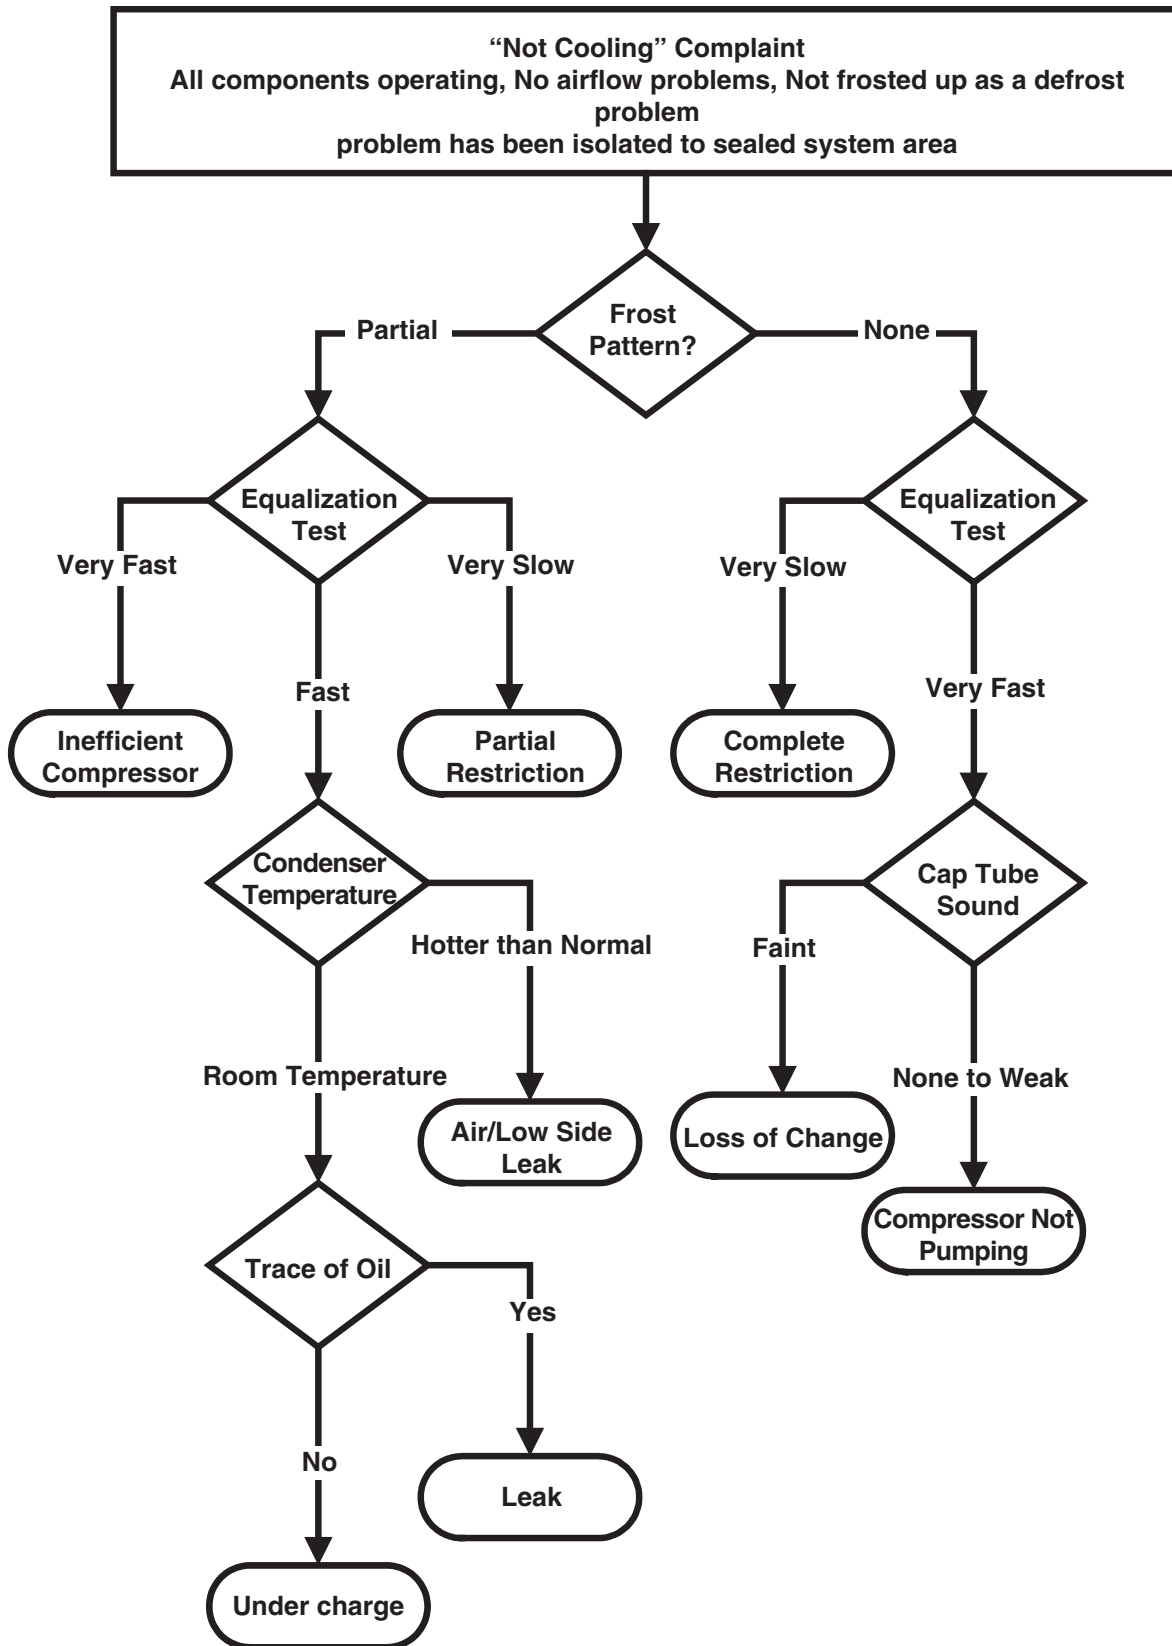 “Not Cooling” Complaint
All components operating, No airflow problems, Not frosted up as a defrost
problem
problem has been isolated to sealed system area
Frost
Pattern?
Partial
None
Equalization
Test
Equalization
Test
Very Fast
Very Slow
Very Slow
Fast
Very Fast
Inefficient
Compressor
Partial
Restriction
Complete
Restriction
Condenser
Temperature
Cap Tube
Sound
Hotter than Normal
Faint
Room Temperature
None to Weak
Air/Low Side
Leak
Loss of Change
Compressor Not
Pumping
Trace of Oil
Yes
No
Leak
Under charge